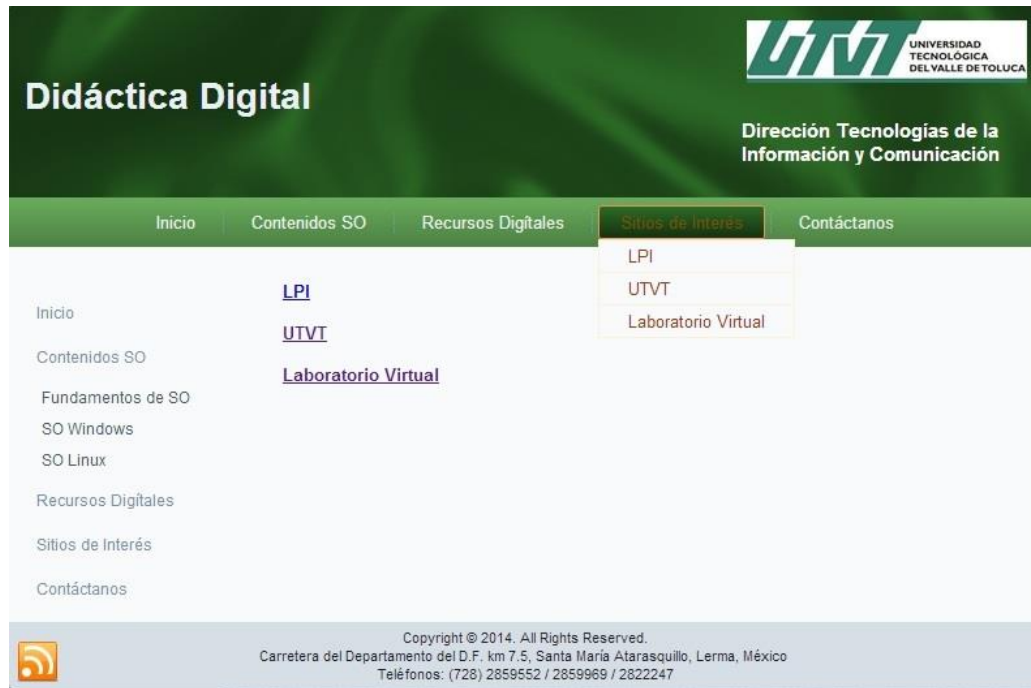 UTVT
UNIVERSIDAD
TECNOLÓGICA
DEL VALLE DE TOLUCA
Didáctica Digital
Dirección Tecnologías de la
Información y Comunicación
Inicio
Contenidos SO
Recursos Digítales
Sitios de Interés
Contáctanos
LPI
UTVT
Laboratorio Virtual
Inicio
Contenidos SO
Fundamentos de SO
SO Windows
SO Linux
Recursos Digítales
Sitios de Interés
Contáctanos
LPI
UTVT
Laboratorio Virtual
Copyright © 2014. All Rights Reserved.
Carretera del Departamento del D.F. km 7.5, Santa María Atarasquillo, Lerma, México
Teléfonos: (728) 2859552 / 2859969 / 2822247